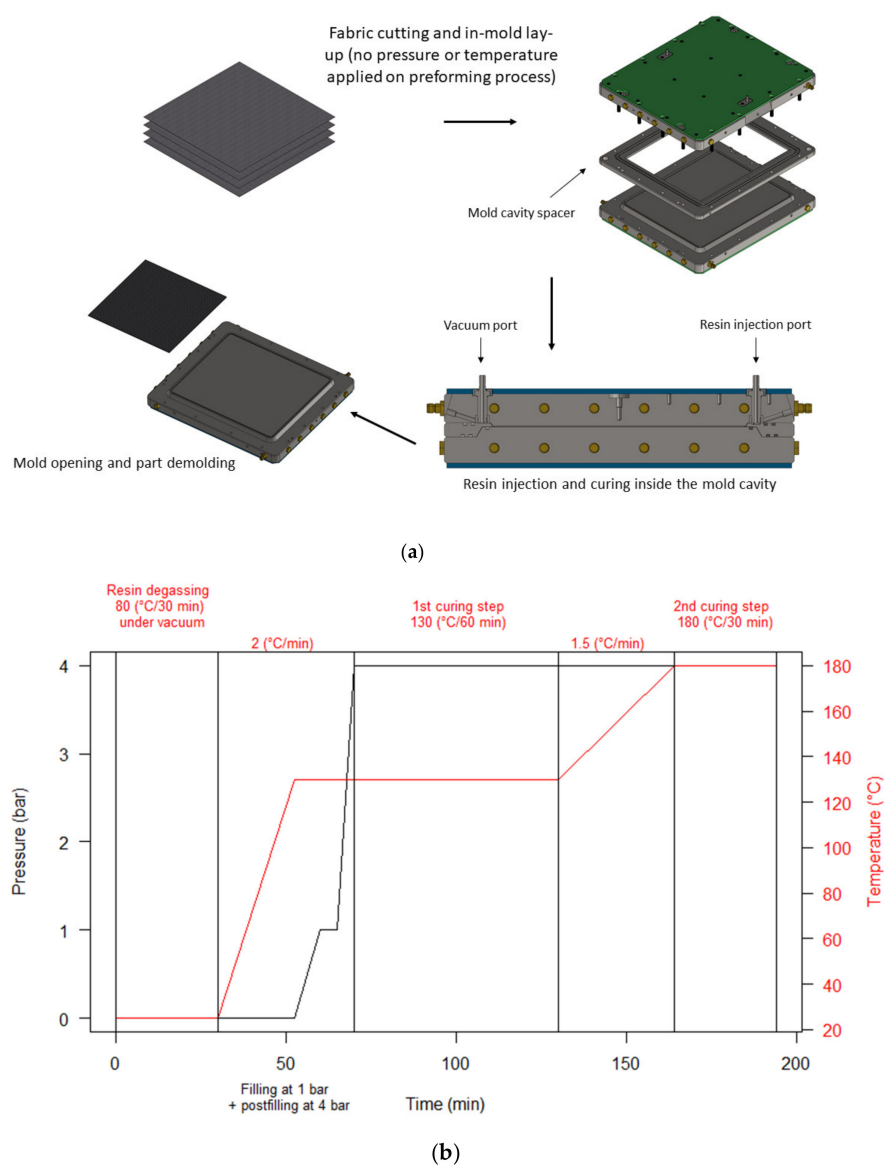 Fabric cutting and in-mold lay-
up (no pressure or temperature
applied on preforming process)
Mold cavity spacer
Vacuum port
Resin injection port
Mold opening and part demolding
Resin injection and curing inside the mold cavity
(a)
Resin degassing
80 (°C/30 min)
under vacuum
2 (°C/min)
1st curing step
130 (°C/60 min)
1.5 (°C/min)
2nd curing step
180 (°C/30 min)
Pressure (bar)
4
3
2
1
0
180
160
140
120
100
80
60
40
20
Temperature (°C)
0
50
100
150
200
Filling at 1 bar
+ postfilling at 4 bar
Time (min)
(b)